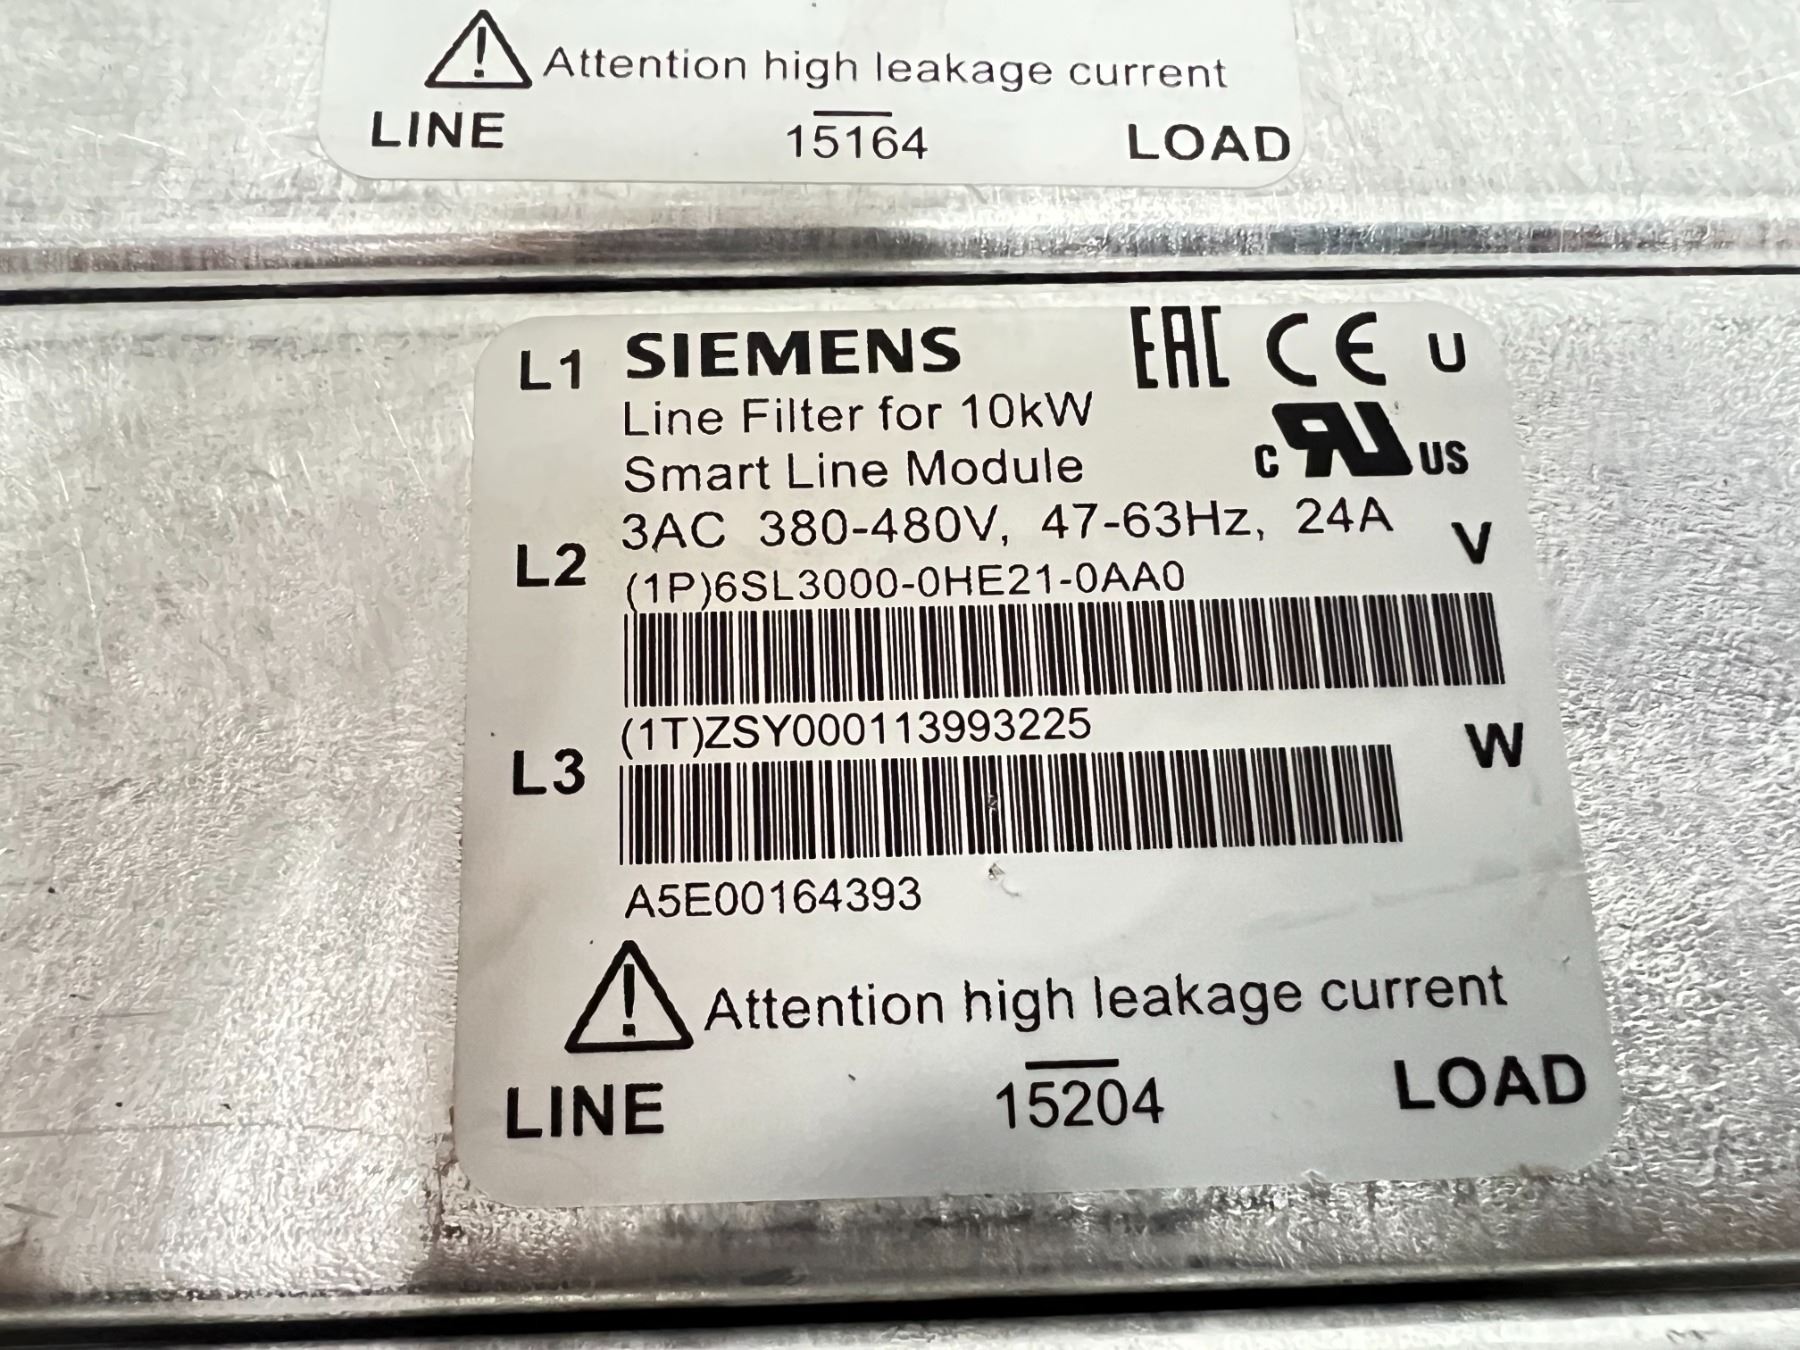 Attention high leakage current
LINE 15164 LOAD
L1 SIEMENS EAC CE U
Line Filter for 10kW
Smart Line Module c RU US
3AC 380-480V, 47-63Hz, 24A V
L2 (1P)6SL3000-0HE21-0AA0
(1T)ZSY000113993225 W
L3
A5E00164393
Attention high leakage current
LINE 15204 LOAD